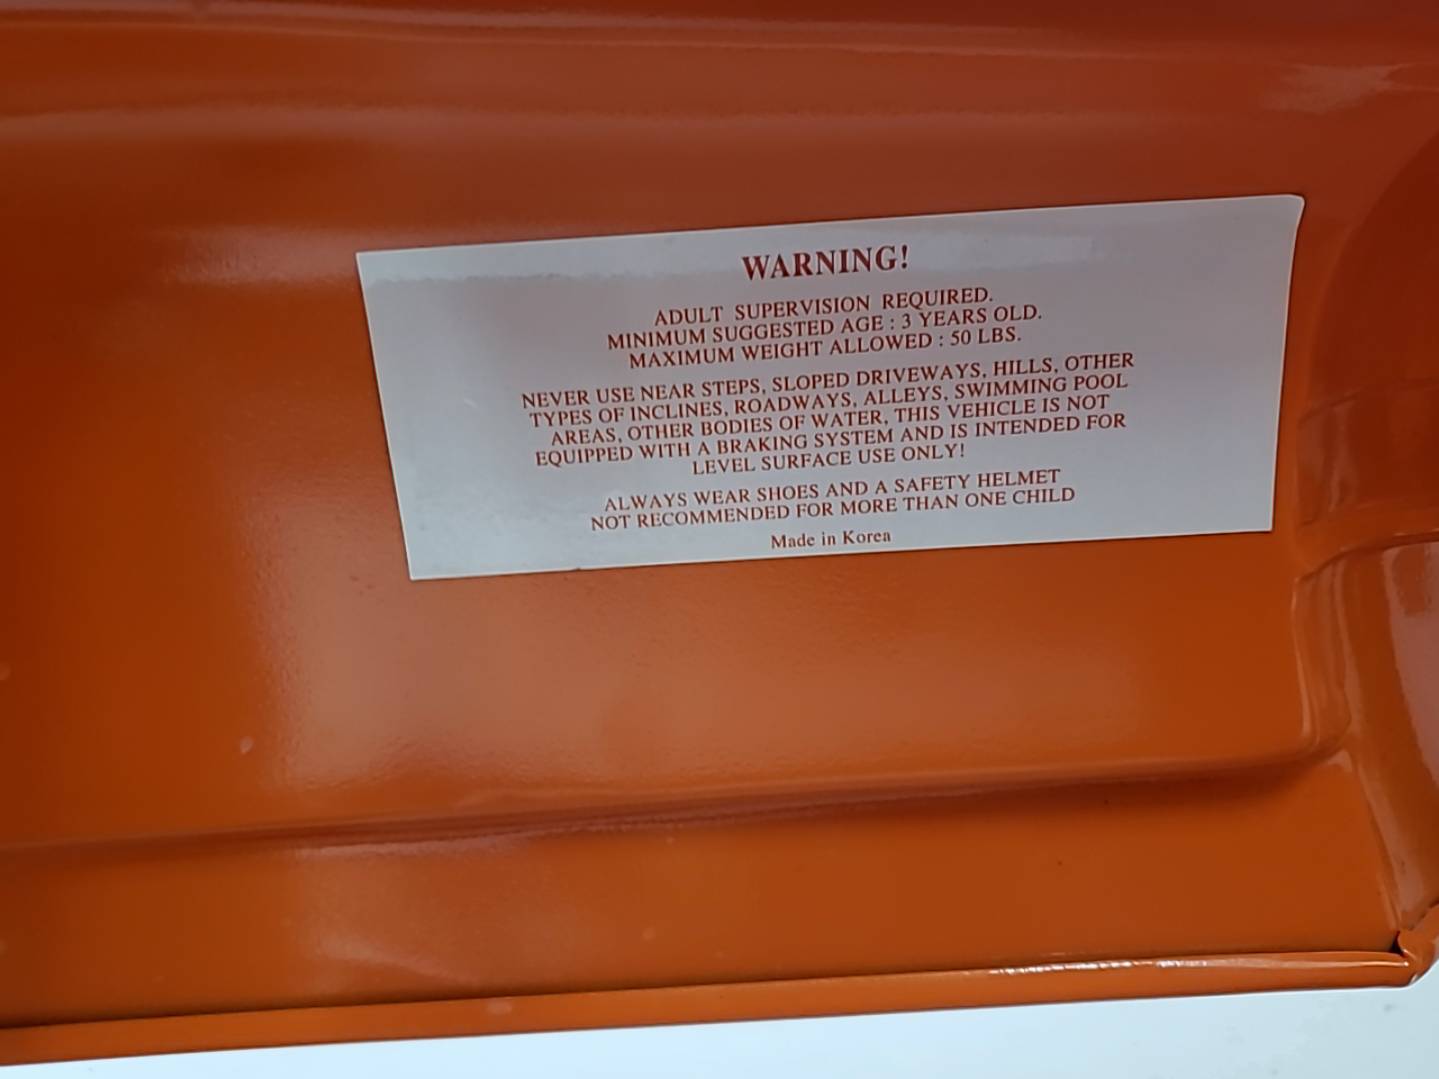 WARNING!
ADULT SUPERVISION REQUIRED.
MINIMUM SUGGESTED AGE : 3 YEARS OLD.
MAXIMUM WEIGHT ALLOWED : 50 LBS.
NEVER USE NEAR STEPS, SLOPED DRIVEWAYS, HILLS, OTHER
TYPES OF INCLINES, ROADWAYS, ALLEYS, SWIMMING POOL
AREAS, OTHER BODIES OF WATER, THIS VEHICLE IS NOT
EQUIPPED WITH A BRAKING SYSTEM AND IS INTENDED FOR
LEVEL SURFACE USE ONLY!
ALWAYS WEAR SHOES AND A SAFETY HELMET
NOT RECOMMENDED FOR MORE THAN ONE CHILD
Made in Korea